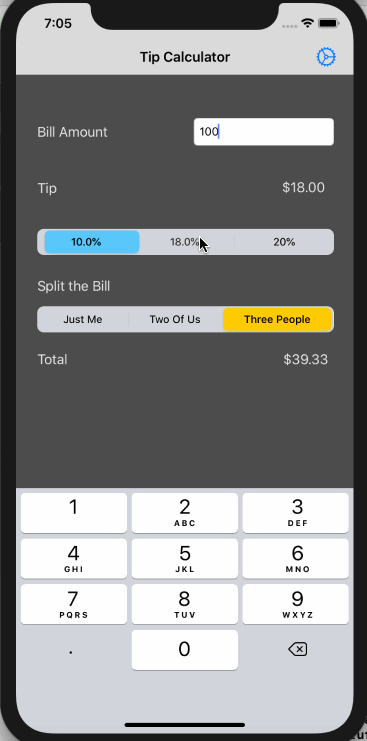 7:05
Tip Calculator
Bill Amount 100
Tip $18.00
10.0% 18.0% 20%
Split the Bill
Just Me Two Of Us Three People
Total $39.33
1 2 3
ABC DEF
4 5 6
GHI JKL MNO
7 8 9
PQRS TUV WXYZ
. 0